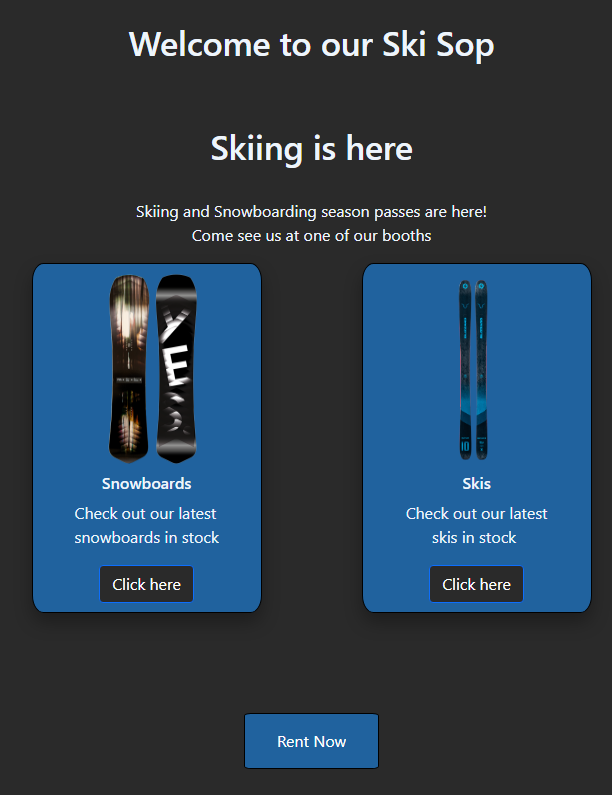 Welcome to our Ski Sop
Skiing is here
Skiing and Snowboarding season passes are here!
Come see us at one of our booths
YES.
Snowboards
Check out our latest
snowboards in stock
Click here
Skis
Check out our latest
skis in stock
Click here
Rent Now